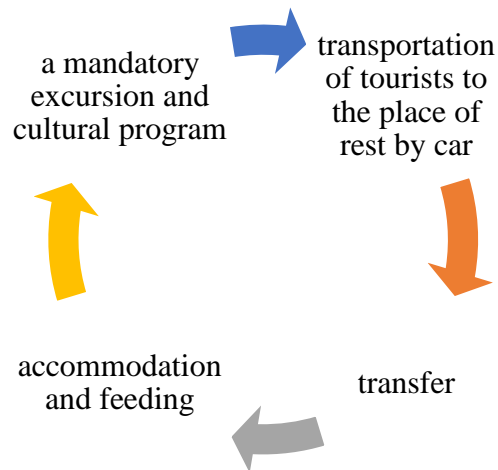 a mandatory
excursion and
cultural program
transportation
of tourists to
the place of
rest by car
transfer
accommodation
and feeding